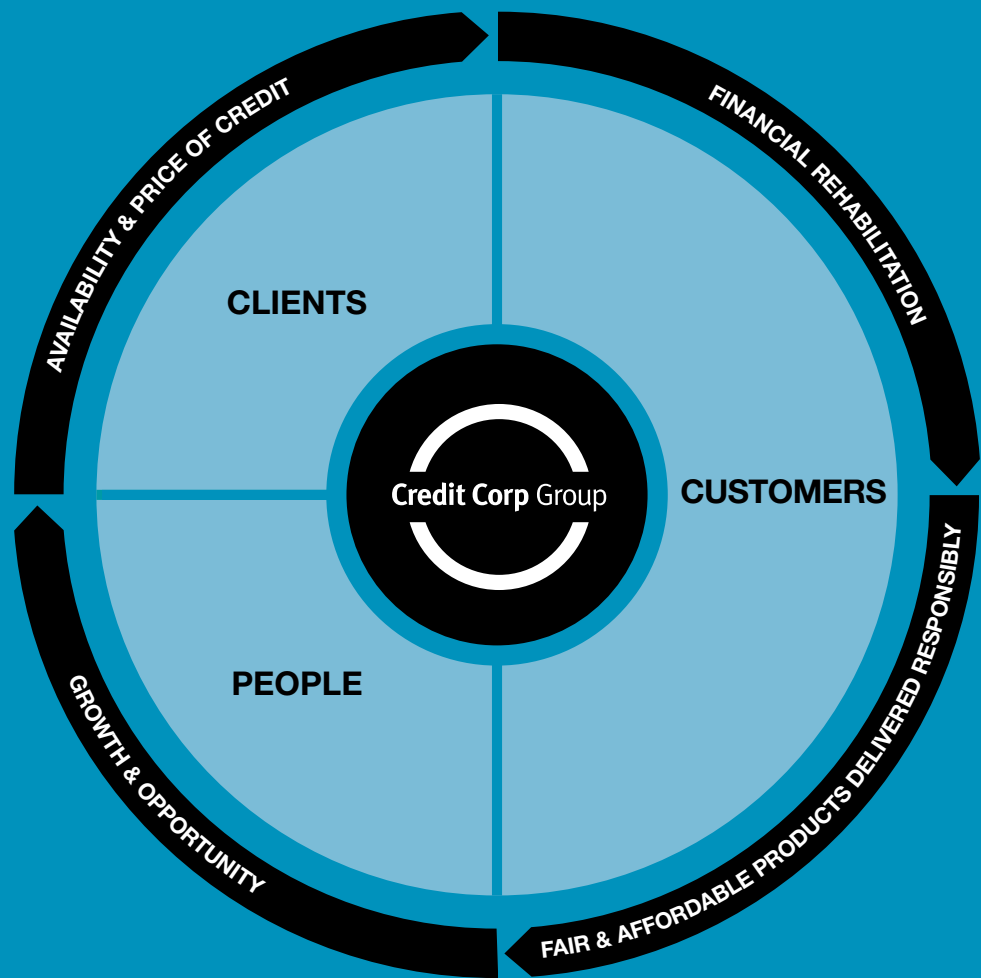 AVAILABILITY & PRICE OF CREDIT
FINANCIAL REHABILITATION
CLIENTS
Credit Corp Group
CUSTOMERS
PEOPLE
GROWTH & OPPORTUNITY
FAIR & AFFORDABLE PRODUCTS DELIVERED RESPONSIBLY